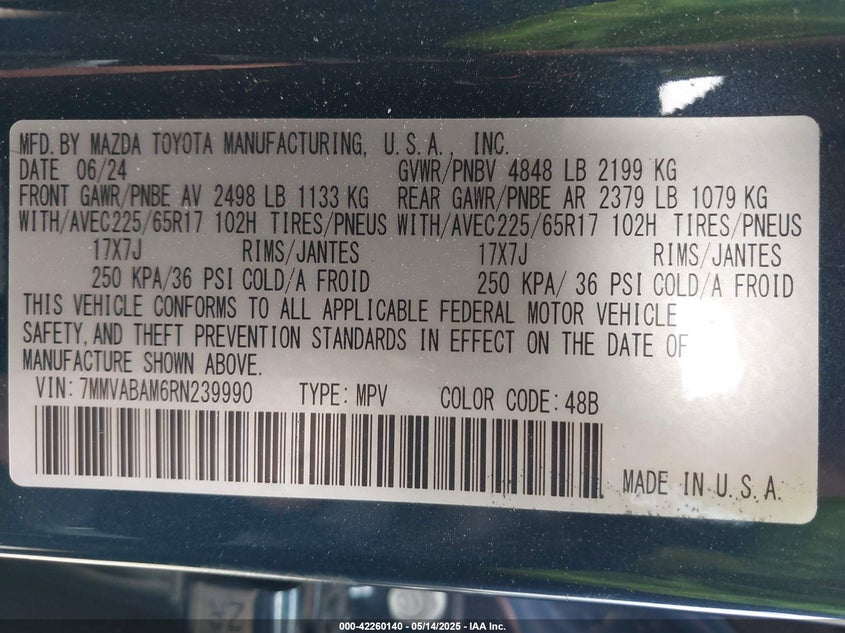 MFD. BY MAZDA TOYOTA MANUFACTURING, U.S.A., INC.
DATE 06/24 GVWR/PNBV 4848 LB 2199 KG
FRONT GAWR/PNBE AV 2498 LB 1133 KG REAR GAWR/PNBE AR 2379 LB 1079 KG
WITH/AVEC225/65R17 102H TIRES/PNEUS WITH/AVEC225/65R17 102H TIRES/PNEUS
17X7J RIMS/JANTES 17X7J RIMS/JANTES
250 KPA/36 PSI COLD/A FROID 250 KPA/ 36 PSI COLD/A FROID
THIS VEHICLE CONFORMS TO ALL APPLICABLE FEDERAL MOTOR VEHICLE
SAFETY, AND THEFT PREVENTION STANDARDS IN EFFECT ON THE DATE OF
MANUFACTURE SHOWN ABOVE.
VIN: 7MMVABAM6RN239990 TYPE: MPV COLOR CODE: 48B
MADE IN U.S.A.
000-42260140 - 05/14/2025 - IAA Inc.